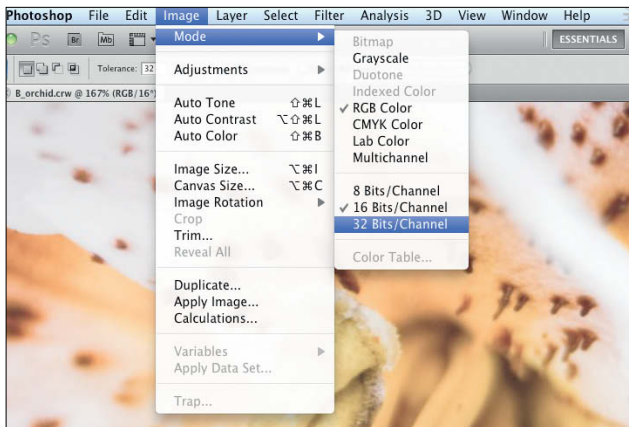 Photoshop File Edit Image Layer Select Filter Analysis 3D View Window Help
PS Br Mb ESSENTIALS
Tolerance: 32
B_orchid.crw @ 167% (RGB/16*)
Mode
Adjustments
Auto Tone ⇧⌘L
Auto Contrast ⌥⇧⌘L
Auto Color ⇧⌘B
Image Size... ⌥⌘I
Canvas Size... ⌥⌘C
Image Rotation
Crop
Trim...
Reveal All
Duplicate...
Apply Image...
Calculations...
Variables
Apply Data Set...
Trap...
Bitmap
Grayscale
Duotone
Indexed Color
✓ RGB Color
CMYK Color
Lab Color
Multichannel
8 Bits/Channel
✓ 16 Bits/Channel
32 Bits/Channel
Color Table...